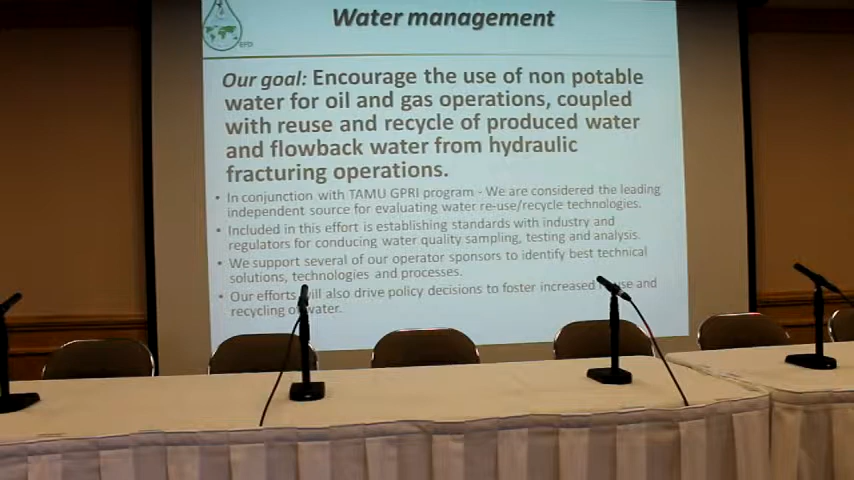 Water management
EFD
Our goal: Encourage the use of non potable
water for oil and gas operations, coupled
with reuse and recycle of produced water
and flowback water from hydraulic
fracturing operations.
• In conjunction with TAMU GPRI program - We are considered the leading
independent source for evaluating water re-use/recycle technologies.
• Included in this effort is establishing standards with industry and
regulators for conducting water quality sampling, testing and analysis.
• We support several of our operator sponsors to identify best technical
solutions, technologies and processes.
• Our efforts will also drive policy decisions to foster increased reuse and
recycling of water.